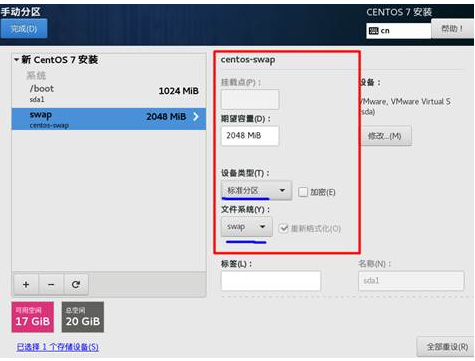 手动分区
CENTOS 7 安装
完成(D)
cn
帮助！
新 CentOS 7 安装
系统
/boot
1024 MiB
sda1
swap
2048 MiB
centos-swap
centos-swap
挂载点(P)：
设备：
期望容量(D)：
VMware, VMware Virtual S
(sda)
2048 MiB
修改...(M)
设备类型(T)：
标准分区
加密(E)
文件系统(Y)：
swap
重新格式化(O)
标签(L)：
名称(N)：
sda1
可用空间
17 GiB
总空间
20 GiB
已选择 1 个存储设备(S)
全部重设(R)